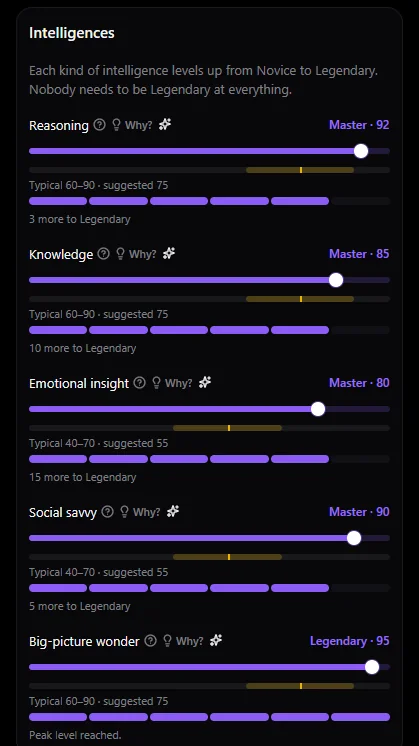 Intelligences
Each kind of intelligence levels up from Novice to Legendary.
Nobody needs to be Legendary at everything.
Reasoning Why? Master · 92
Typical 60–90 · suggested 75
3 more to Legendary
Knowledge Why? Master · 85
Typical 60–90 · suggested 75
10 more to Legendary
Emotional insight Why? Master · 80
Typical 40–70 · suggested 55
15 more to Legendary
Social savvy Why? Master · 90
Typical 40–70 · suggested 55
5 more to Legendary
Big-picture wonder Why? Legendary · 95
Typical 60–90 · suggested 75
Peak level reached.